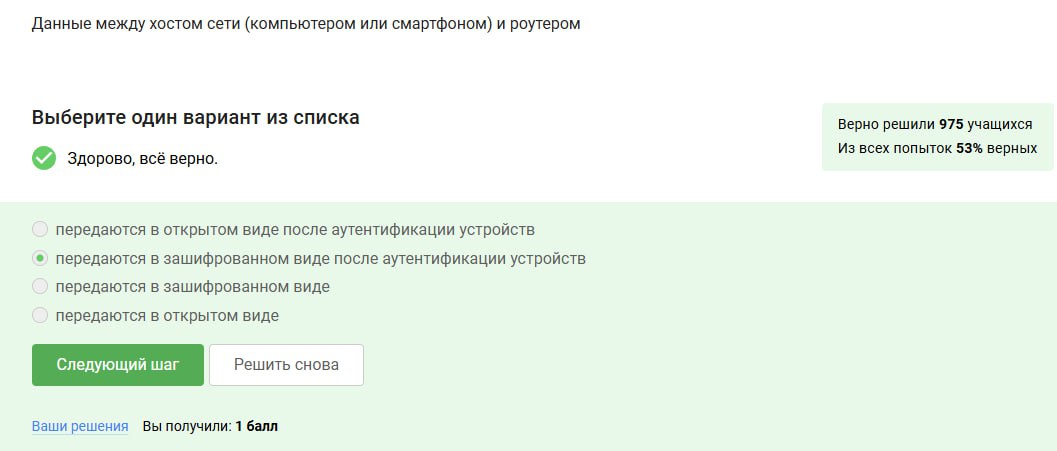 Данные между хостом сети (компьютером или смартфоном) и роутером
Выберите один вариант из списка
Здорово, всё верно.
Верно решили 975 учащихся
Из всех попыток 53% верных
передаются в открытом виде после аутентификации устройств
передаются в зашифрованном виде после аутентификации устройств
передаются в зашифрованном виде
передаются в открытом виде
Следующий шаг
Решить снова
Ваши решения Вы получили: 1 балл